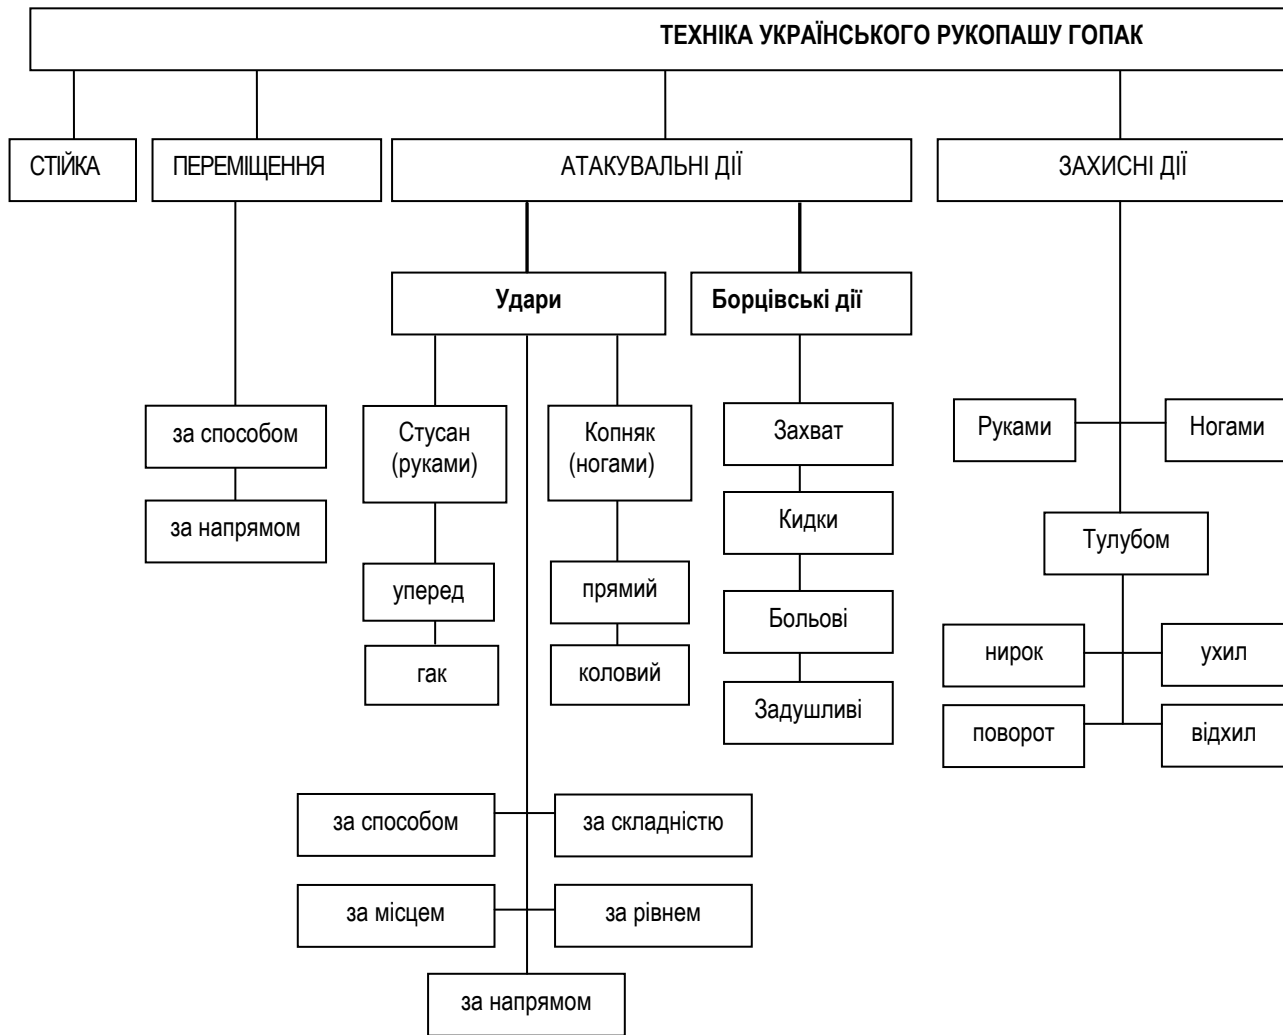 ТЕХНІКА УКРАЇНСЬКОГО РУКОПАШУ ГОПАК
СТІЙКА
ПЕРЕМІЩЕННЯ
АТАКУВАЛЬНІ ДІЇ
ЗАХИСНІ ДІЇ
Удари
Борцівські дії
за способом
за напрямом
Стусан
(руками)
уперед
гак
Копняк
(ногами)
прямий
коловий
Захват
Кидки
Больові
Задушливі
Руками
Ногами
Тулубом
нирок
ухил
поворот
відхил
за способом
за складністю
за місцем
за рівнем
за напрямом